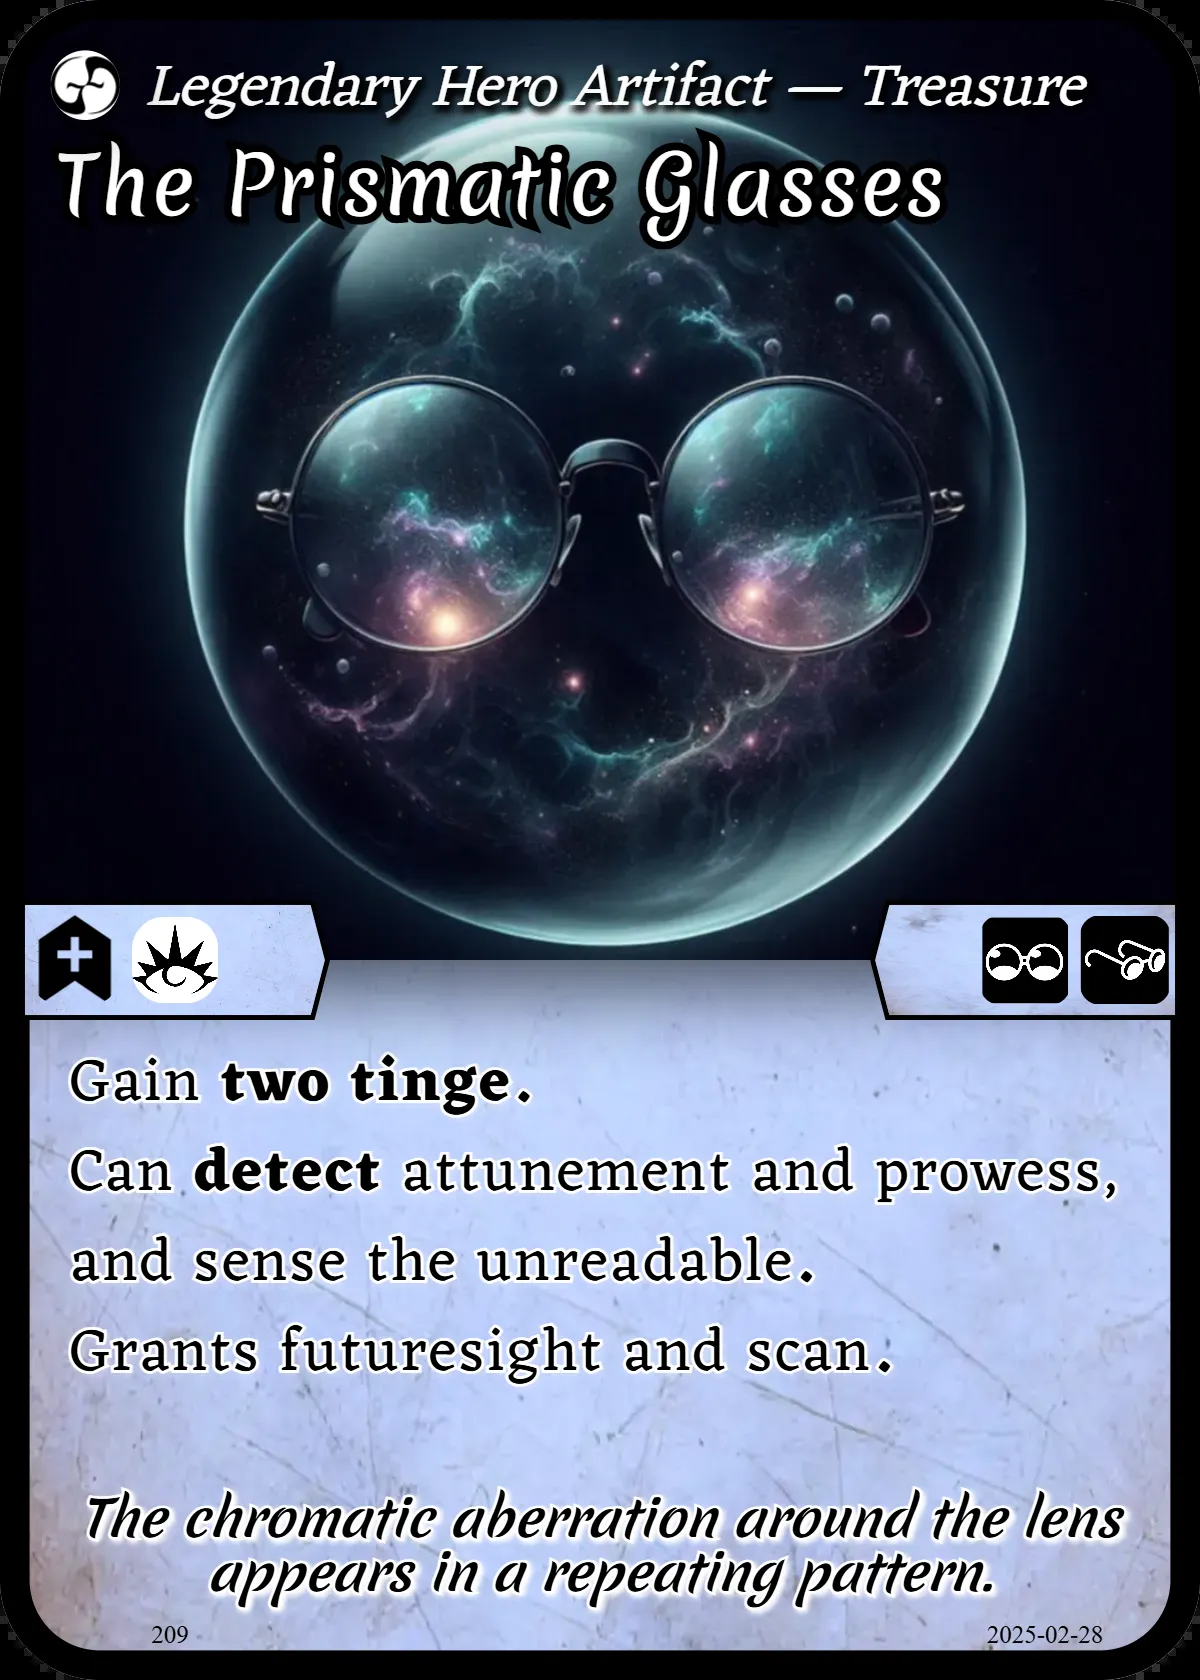 Legendary Hero Artifact — Treasure
The Prismatic Glasses
Gain two tinge.
Can detect attunement and prowess,
and sense the unreadable.
Grants futuresight and scan.
The chromatic aberration around the lens
appears in a repeating pattern.
209
2025-02-28